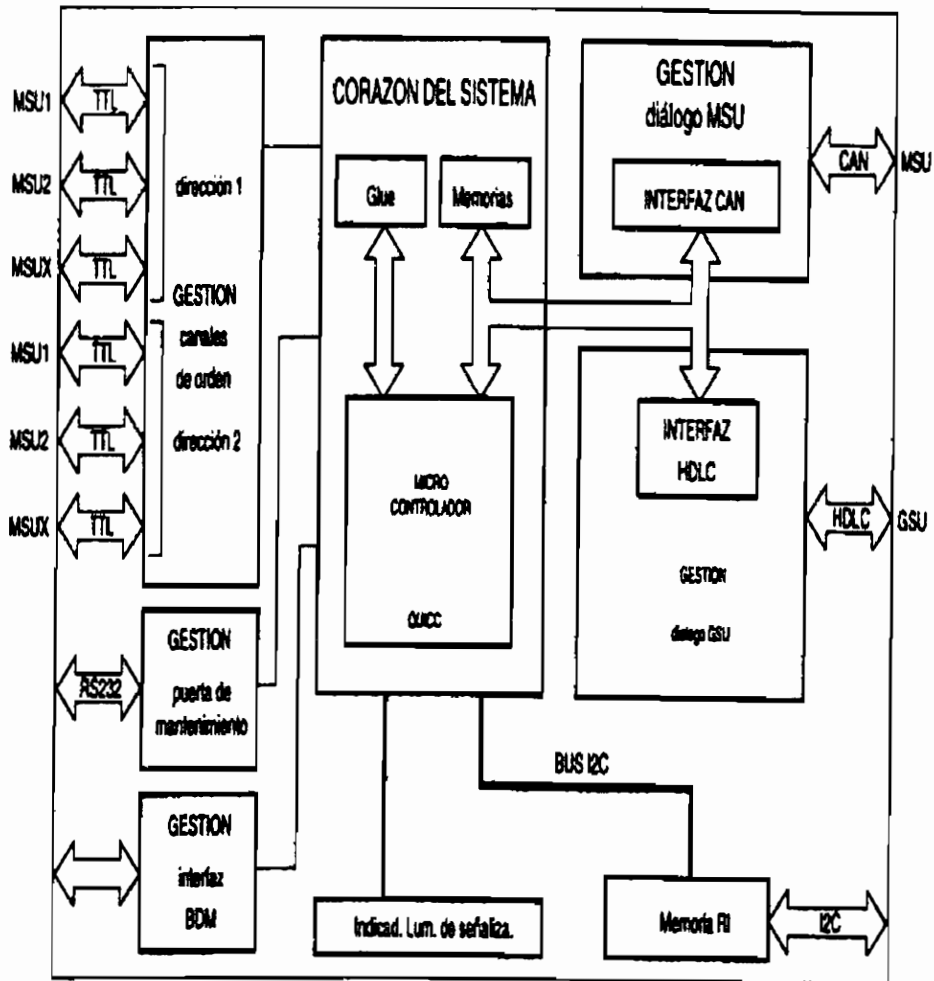 MSU1
TTL
MSU2
TTL
dirección 1
MSUX
TTL
GESTION
canales
de orden
MSU1
TTL
MSU2
TTL
dirección 2
MSUX
TTL
RS232
GESTION
puerta de
mantenimiento
GESTION
interfaz
BDM
CORAZON DEL SISTEMA
Glue
Memorias
MICRO
CONTROLADOR
QUICC
GESTION
diálogo MSU
INTERFAZ CAN
CAN
MSU
INTERFAZ
HDLC
GESTION
dialogo GSU
HDLC
GSU
BUS I2C
Indicad. Lum. de señaliza.
Memoria RI
I2C